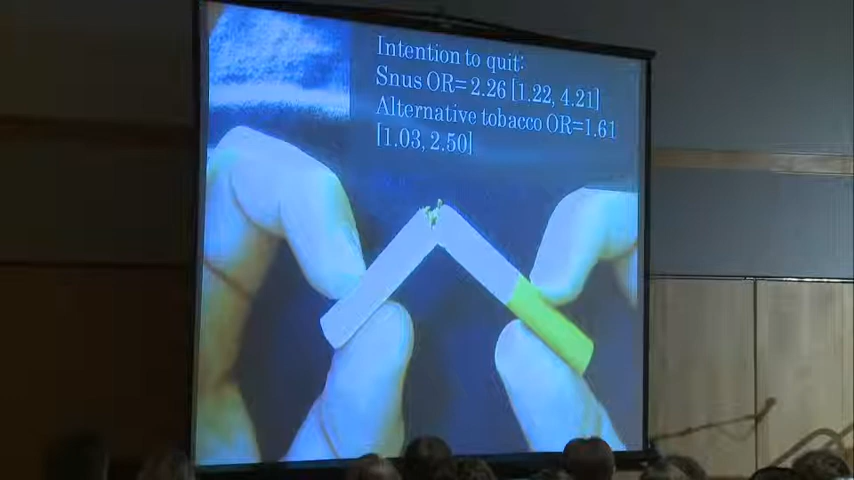 Intention to quit:
Snus OR= 2.26 [1.22, 4.21]
Alternative tobacco OR=1.61
[1.03, 2.50]